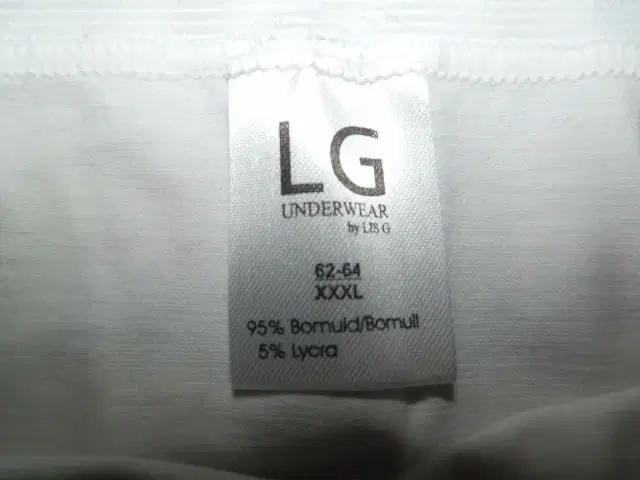 LG
UNDERWEAR
by LIS G
62-64
XXXL
95% Bomuld/Bomull
5% Lycra